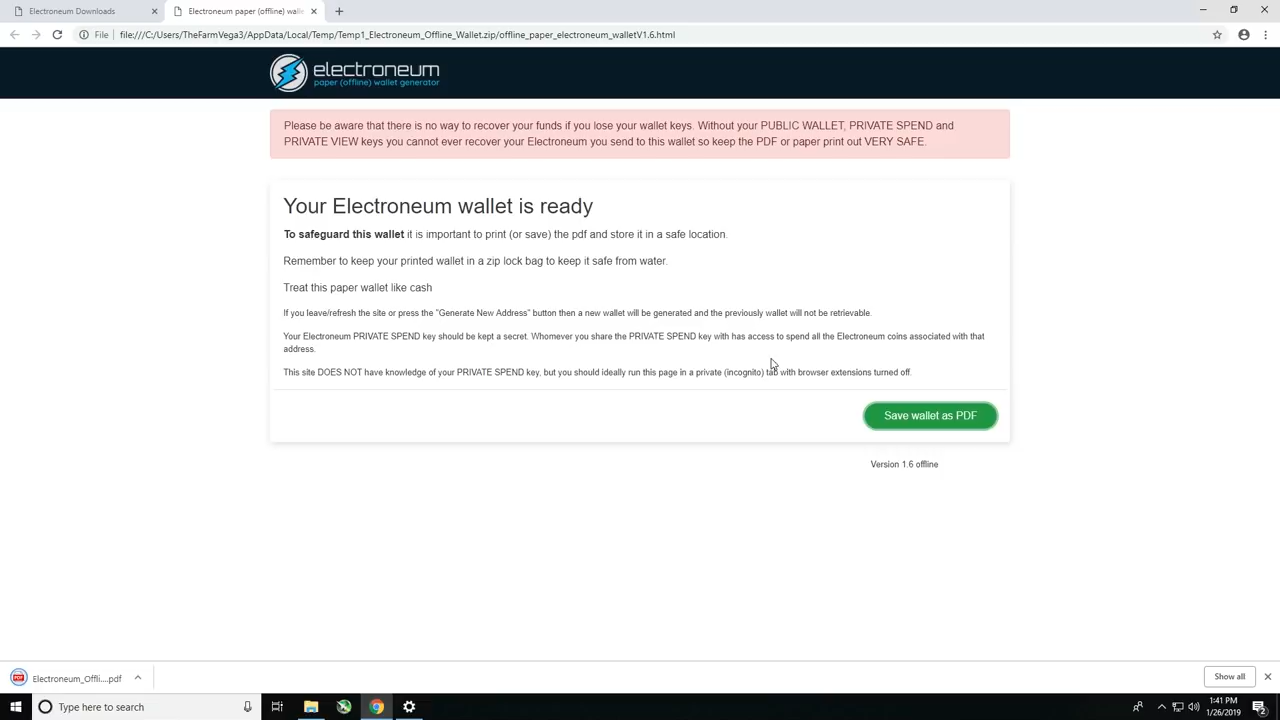 Electroneum Downloads
Electroneum paper (offline) walle
File
file:///C:/Users/TheFarmVega3/AppData/Local/Temp/Temp1_Electroneum_Offline_Wallet.zip/offline_paper_electroneum_walletV1.6.html
electroneum
paper (offline) wallet generator
Please be aware that there is no way to recover your funds if you lose your wallet keys. Without your PUBLIC WALLET, PRIVATE SPEND and
PRIVATE VIEW keys you cannot ever recover your Electroneum you send to this wallet so keep the PDF or paper print out VERY SAFE.
Your Electroneum wallet is ready
To safeguard this wallet it is important to print (or save) the pdf and store it in a safe location.
Remember to keep your printed wallet in a zip lock bag to keep it safe from water.
Treat this paper wallet like cash
If you leave/refresh the site or press the "Generate New Address" button then a new wallet will be generated and the previously wallet will not be retrievable.
Your Electroneum PRIVATE SPEND key should be kept a secret. Whomever you share the PRIVATE SPEND key with has access to spend all the Electroneum coins associated with that
address.
This site DOES NOT have knowledge of your PRIVATE SPEND key, but you should ideally run this page in a private (incognito) tab with browser extensions turned off.
Save wallet as PDF
Version 1.6 offline
PDF
Electroneum_Offli....pdf
Show all
Type here to search
1:41 PM
1/26/2019
2